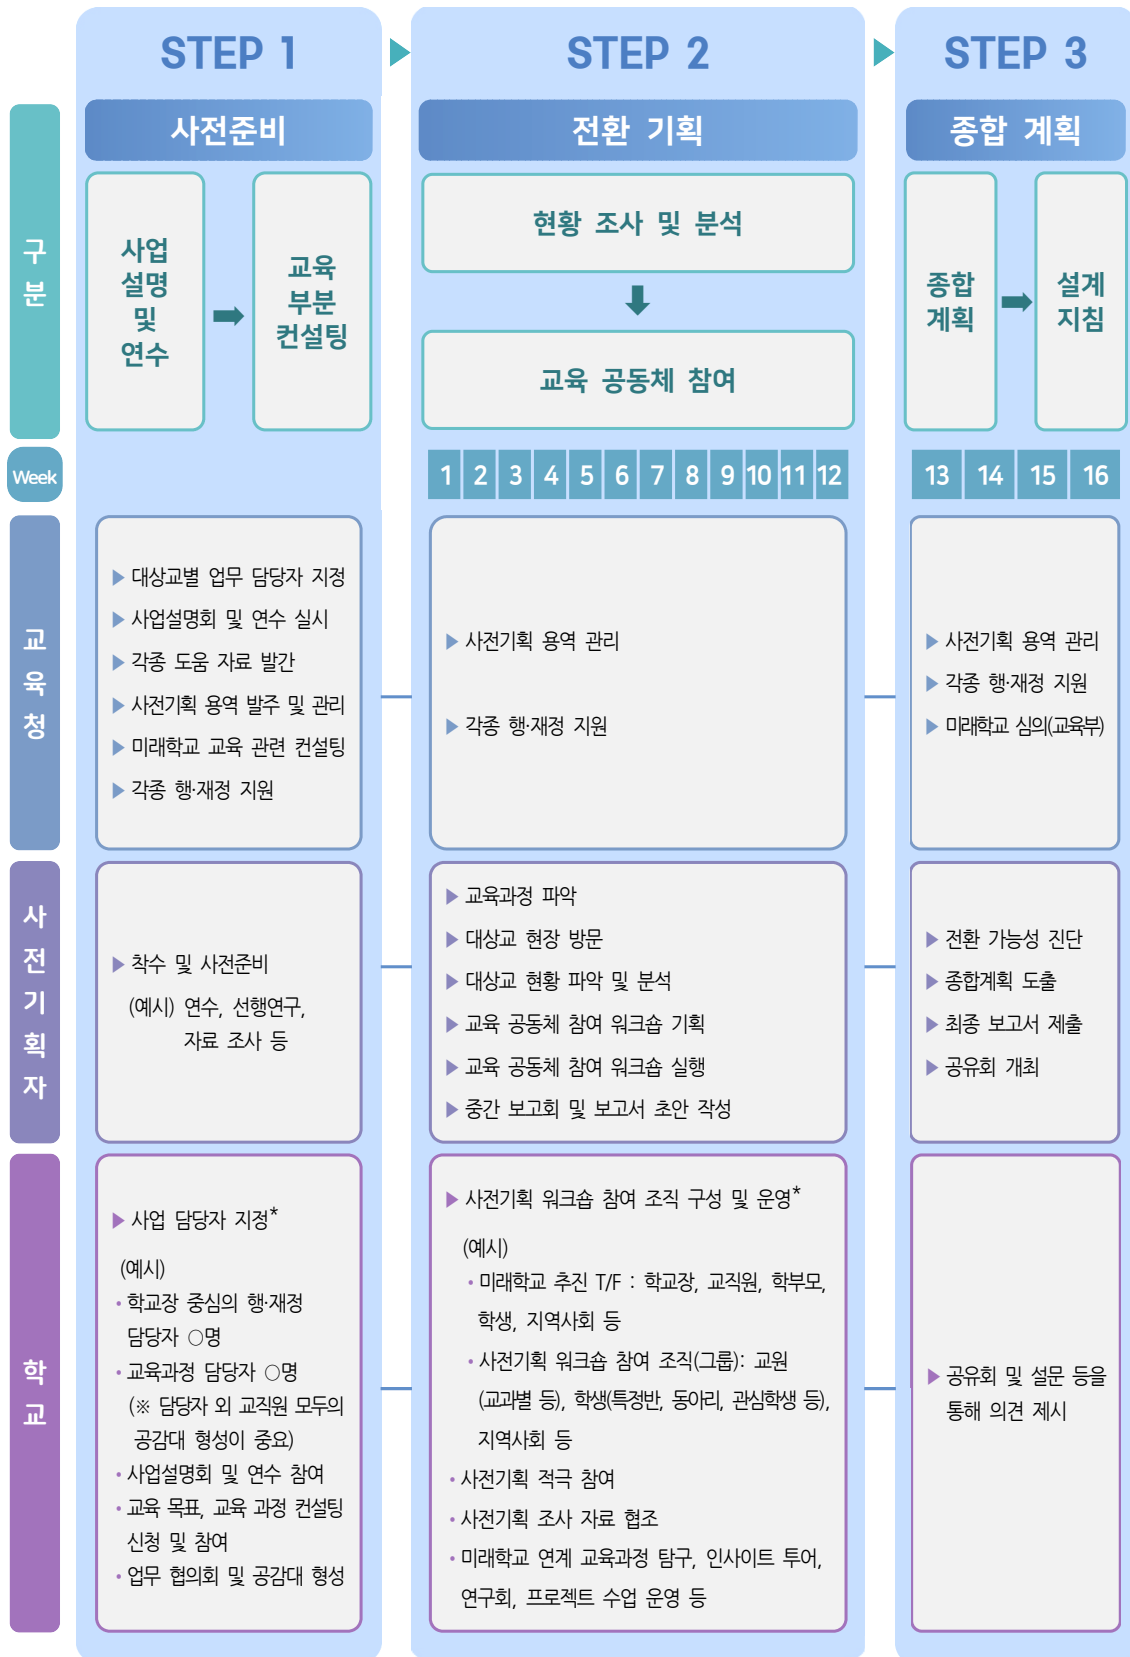 STEP 1
STEP 2
STEP 3
구
분
사전준비
전환 기획
종합 계획
사업
설명
및
연수
교육
부분
컨설팅
현황 조사 및 분석
교육 공동체 참여
종합
계획
설계
지침
Week
1 2 3 4 5 6 7 8 9 10 11 12
13 14 15 16
교
육
청
▶ 대상교별 업무 담당자 지정
▶ 사업설명회 및 연수 실시
▶ 각종 도움 자료 발간
▶ 사전기획 용역 발주 및 관리
▶ 미래학교 교육 관련 컨설팅
▶ 각종 행·재정 지원
▶ 사전기획 용역 관리
▶ 각종 행·재정 지원
▶ 사전기획 용역 관리
▶ 각종 행·재정 지원
▶ 미래학교 심의(교육부)
사
전
기
획
자
▶ 착수 및 사전준비
(예시) 연수, 선행연구,
자료 조사 등
▶ 교육과정 파악
▶ 대상교 현장 방문
▶ 대상교 현황 파악 및 분석
▶ 교육 공동체 참여 워크숍 기획
▶ 교육 공동체 참여 워크숍 실행
▶ 중간 보고회 및 보고서 초안 작성
▶ 전환 가능성 진단
▶ 종합계획 도출
▶ 최종 보고서 제출
▶ 공유회 개최
학
교
▶ 사업 담당자 지정*
(예시)
• 학교장 중심의 행·재정
담당자 ○명
• 교육과정 담당자 ○명
(※ 담당자 외 교직원 모두의
공감대 형성이 중요)
• 사업설명회 및 연수 참여
• 교육 목표, 교육 과정 컨설팅
신청 및 참여
• 업무 협의회 및 공감대 형성
▶ 사전기획 워크숍 참여 조직 구성 및 운영*
(예시)
• 미래학교 추진 T/F : 학교장, 교직원, 학부모,
학생, 지역사회 등
• 사전기획 워크숍 참여 조직(그룹): 교원
(교과별 등), 학생(특정반, 동아리, 관심학생 등),
지역사회 등
• 사전기획 적극 참여
• 사전기획 조사 자료 협조
• 미래학교 연계 교육과정 탐구, 인사이트 투어,
연구회, 프로젝트 수업 운영 등
▶ 공유회 및 설문 등을
통해 의견 제시